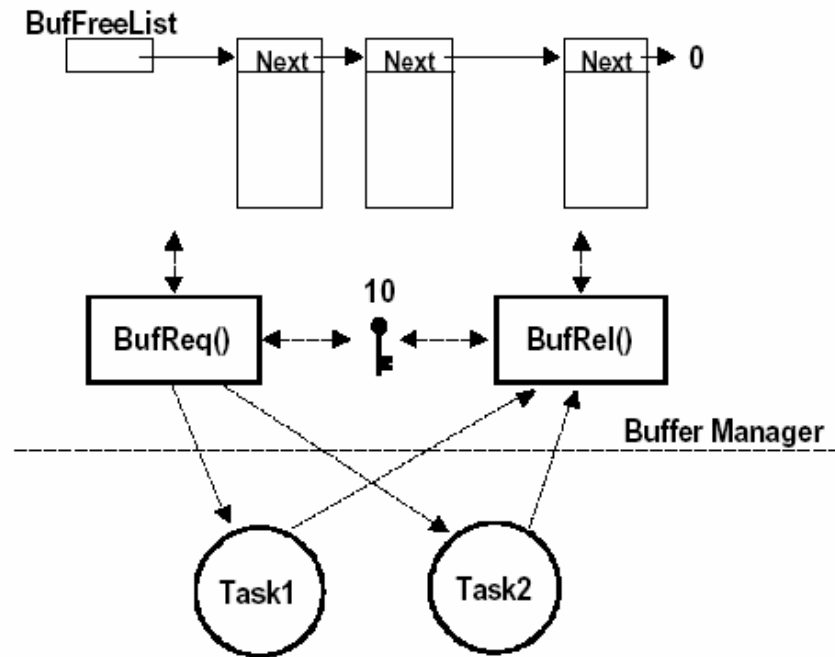 BufFreeList
Next Next Next 0
10
BufReq() BufRel()
Buffer Manager
Task1 Task2